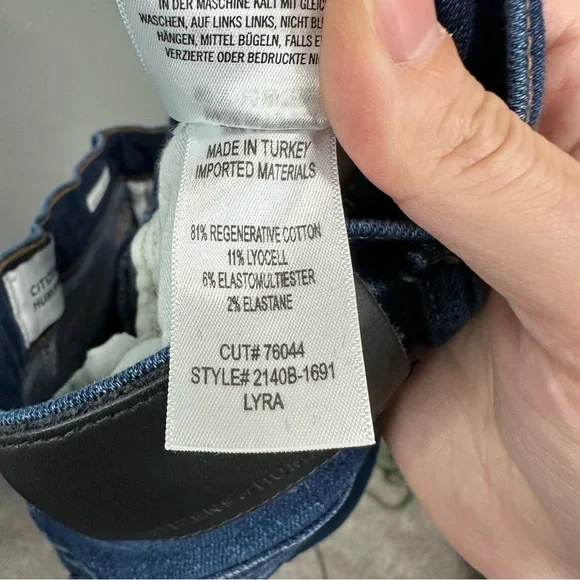 IN DER MASCHINE KALT MIT GLEIC
WASCHEN, AUF LINKS LINKS, NICHT BL
HÄNGEN, MITTEL BÜGELN, FALLS E
VERZIERTE ODER BEDRUCKTE NI
MADE IN TURKEY
IMPORTED MATERIALS
81% REGENERATIVE COTTON
11% LYOCELL
6% ELASTOMULTIESTER
2% ELASTANE
CUT# 76044
STYLE# 2140B-1691
LYRA
CITIZ
HUMA